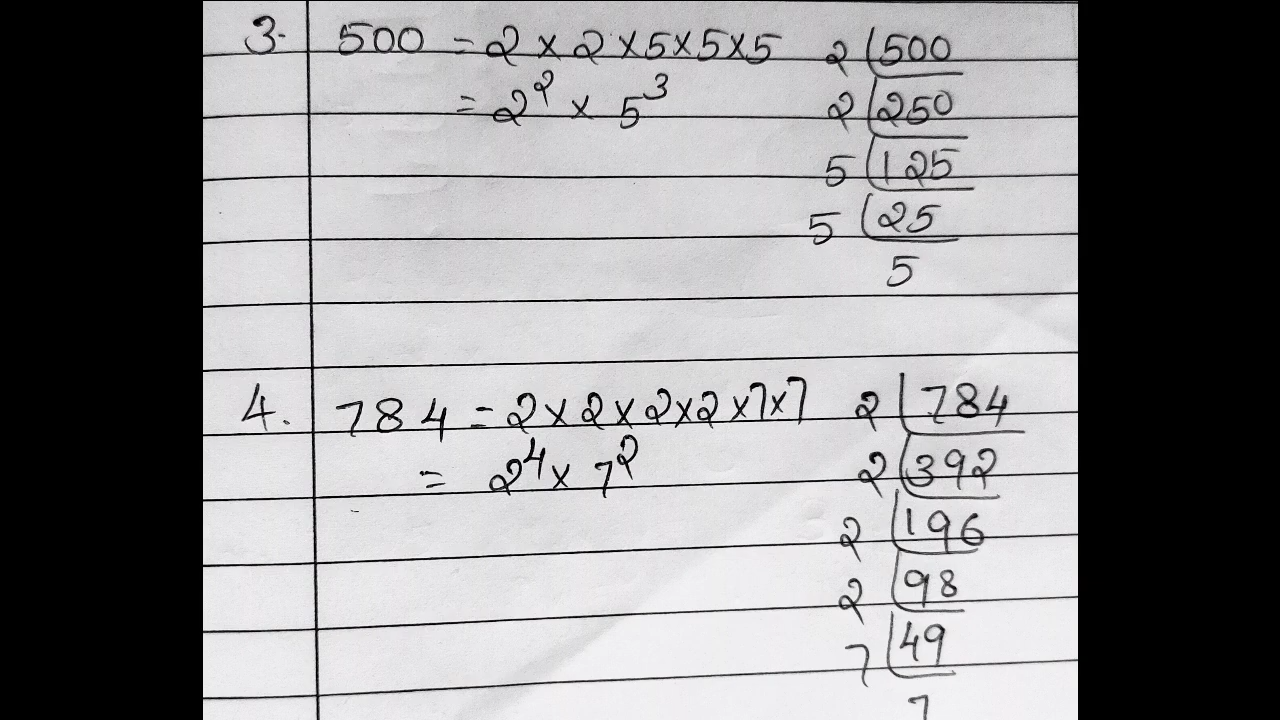 3. 500 = 2 × 2 × 5 × 5 × 5 2 | 500
= 2² × 5³ 2 | 250
5 | 125
5 | 25
5
4. 784 = 2 × 2 × 2 × 2 × 7 × 7 2 | 784
= 2⁴ × 7² 2 | 392
2 | 196
2 | 98
7 | 49
7